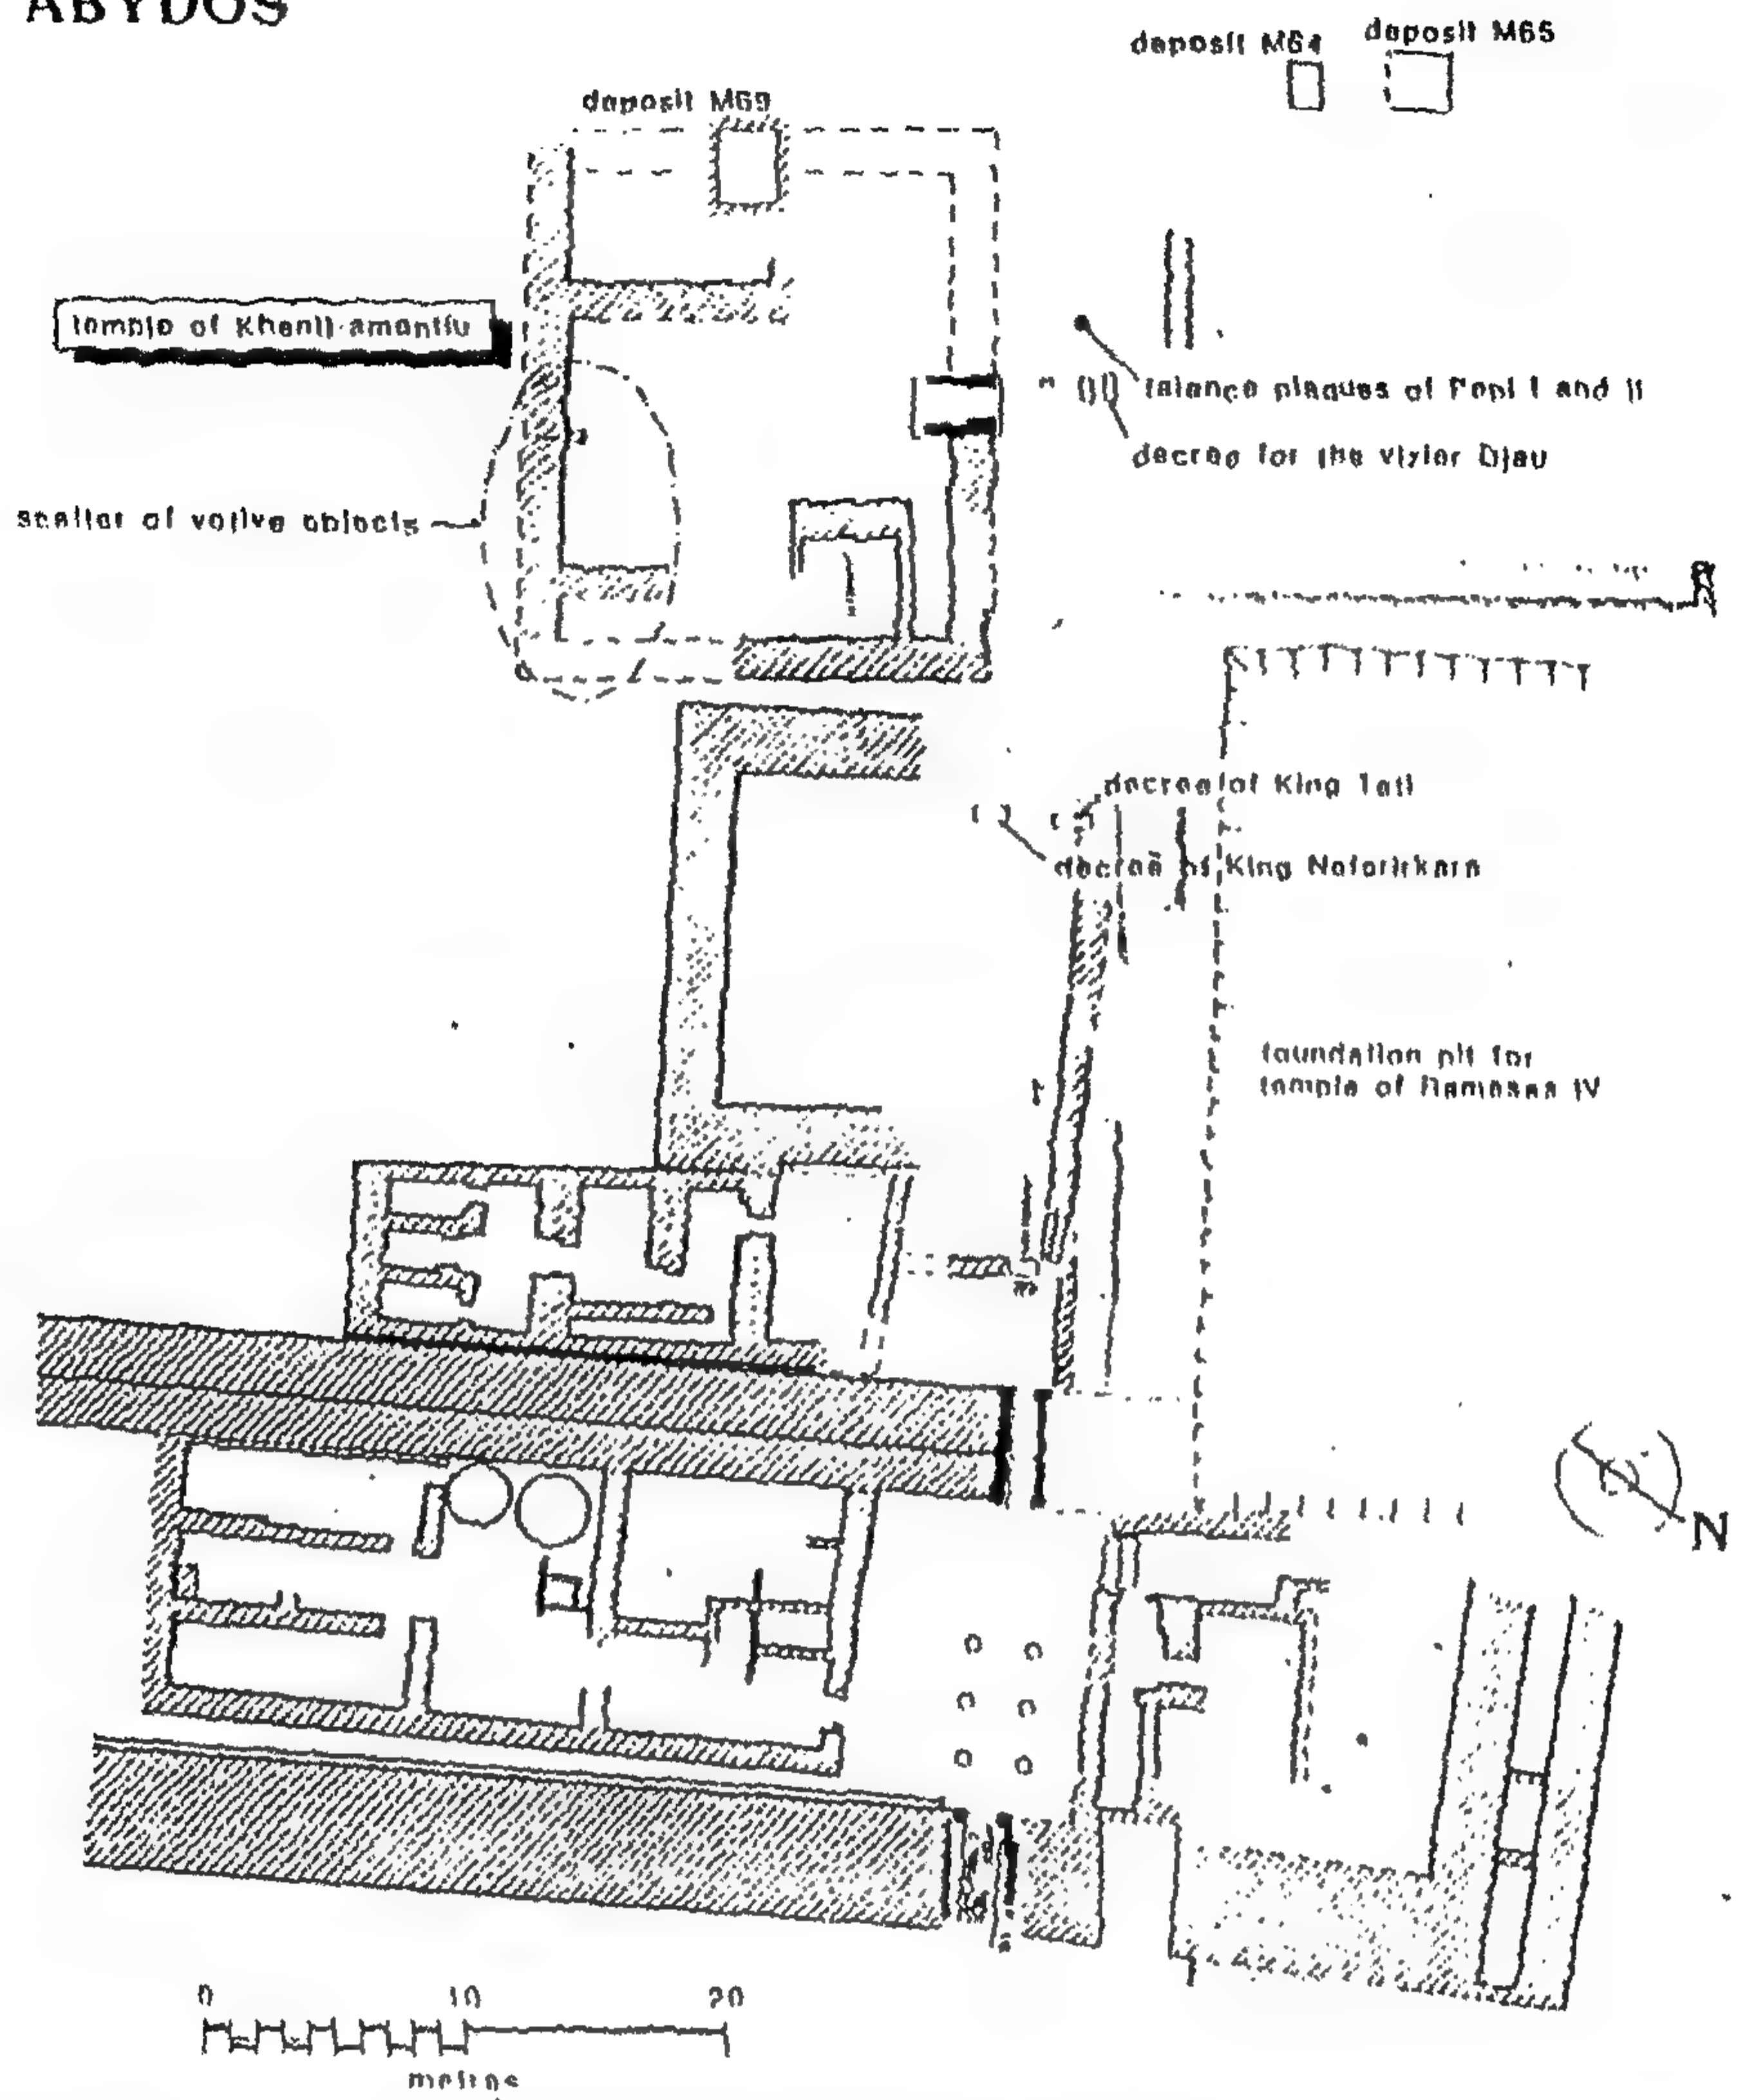 ABYDOS
deposit M64
deposit M65
deposit M69
temple of Khenti-amentiu
faience plaques of Pepi I and II
decree for the vizier Djau
scatter of votive objects
decree of King Teti
decree of King Neferirkara
foundation pit for
temple of Rameses IV
N
0 10 20
metres